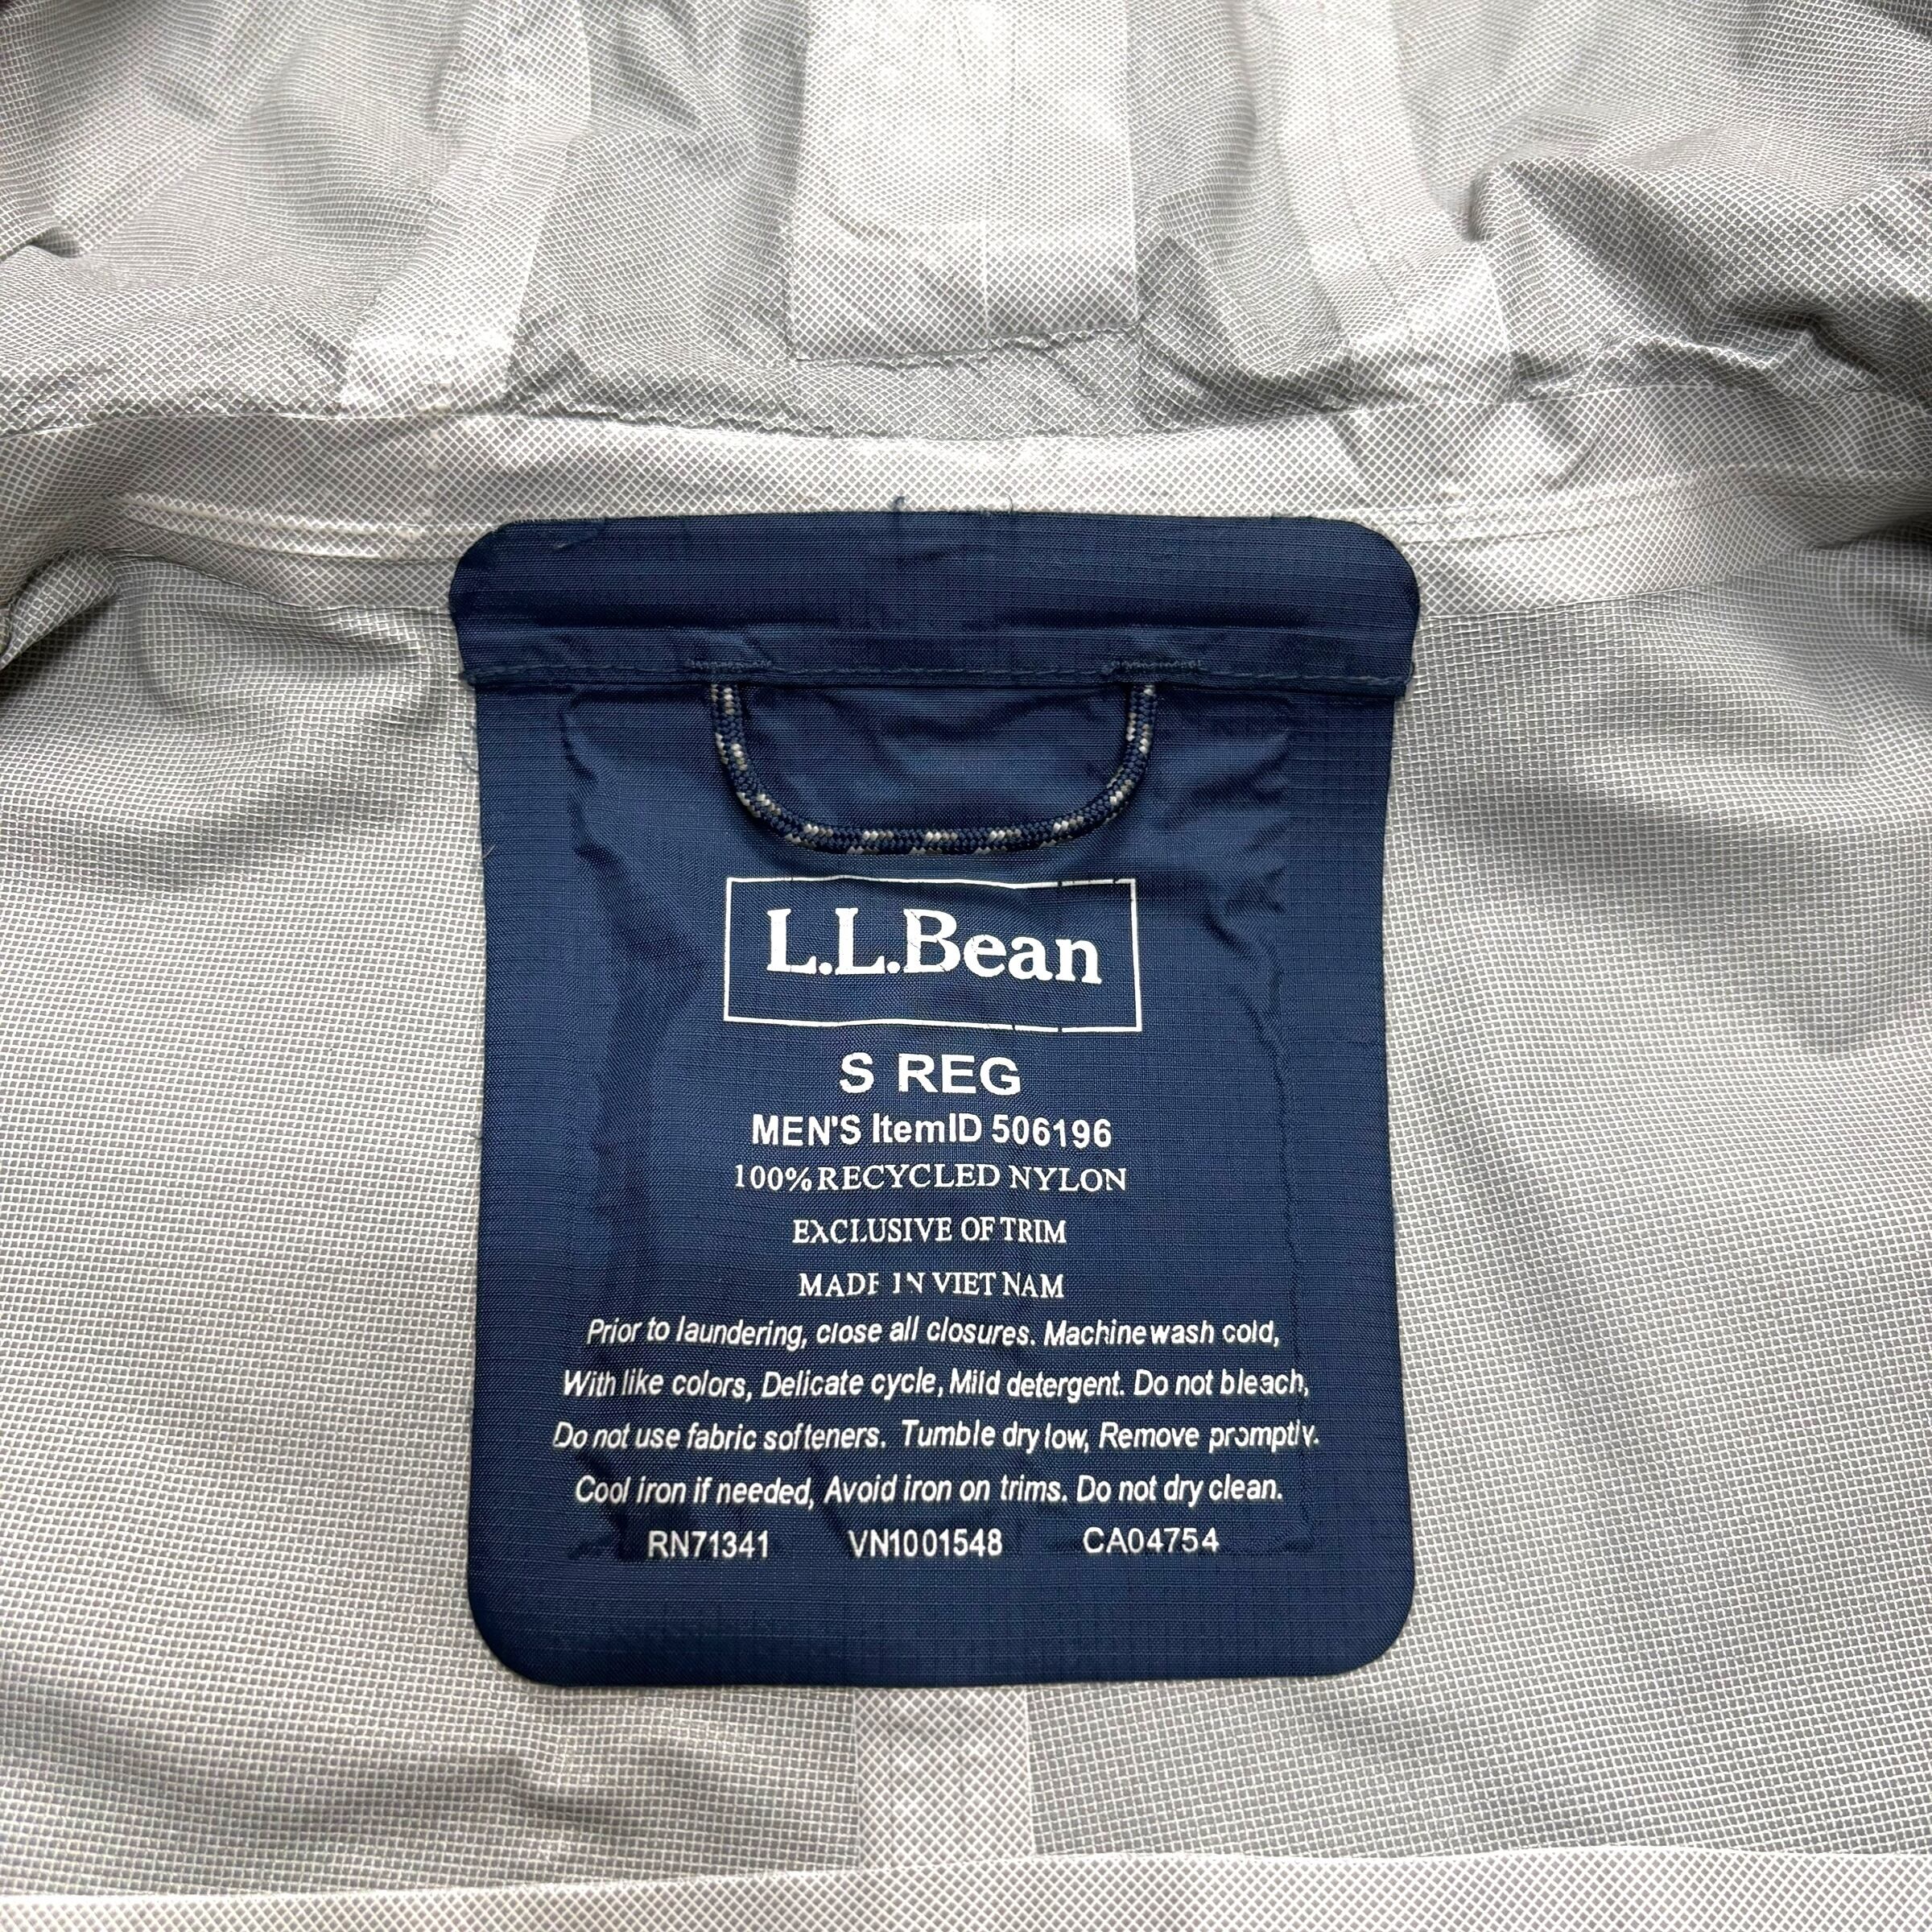 L.L.Bean
S REG
MEN'S ItemID 506196
100% RECYCLED NYLON
EXCLUSIVE OF TRIM
MADE IN VIET NAM
Prior to laundering, close all closures. Machine wash cold,
With like colors, Delicate cycle, Mild detergent. Do not bleach,
Do not use fabric softeners. Tumble dry low, Remove promptly.
Cool iron if needed, Avoid iron on trims. Do not dry clean.
RN71341 VN1001548 CA04754